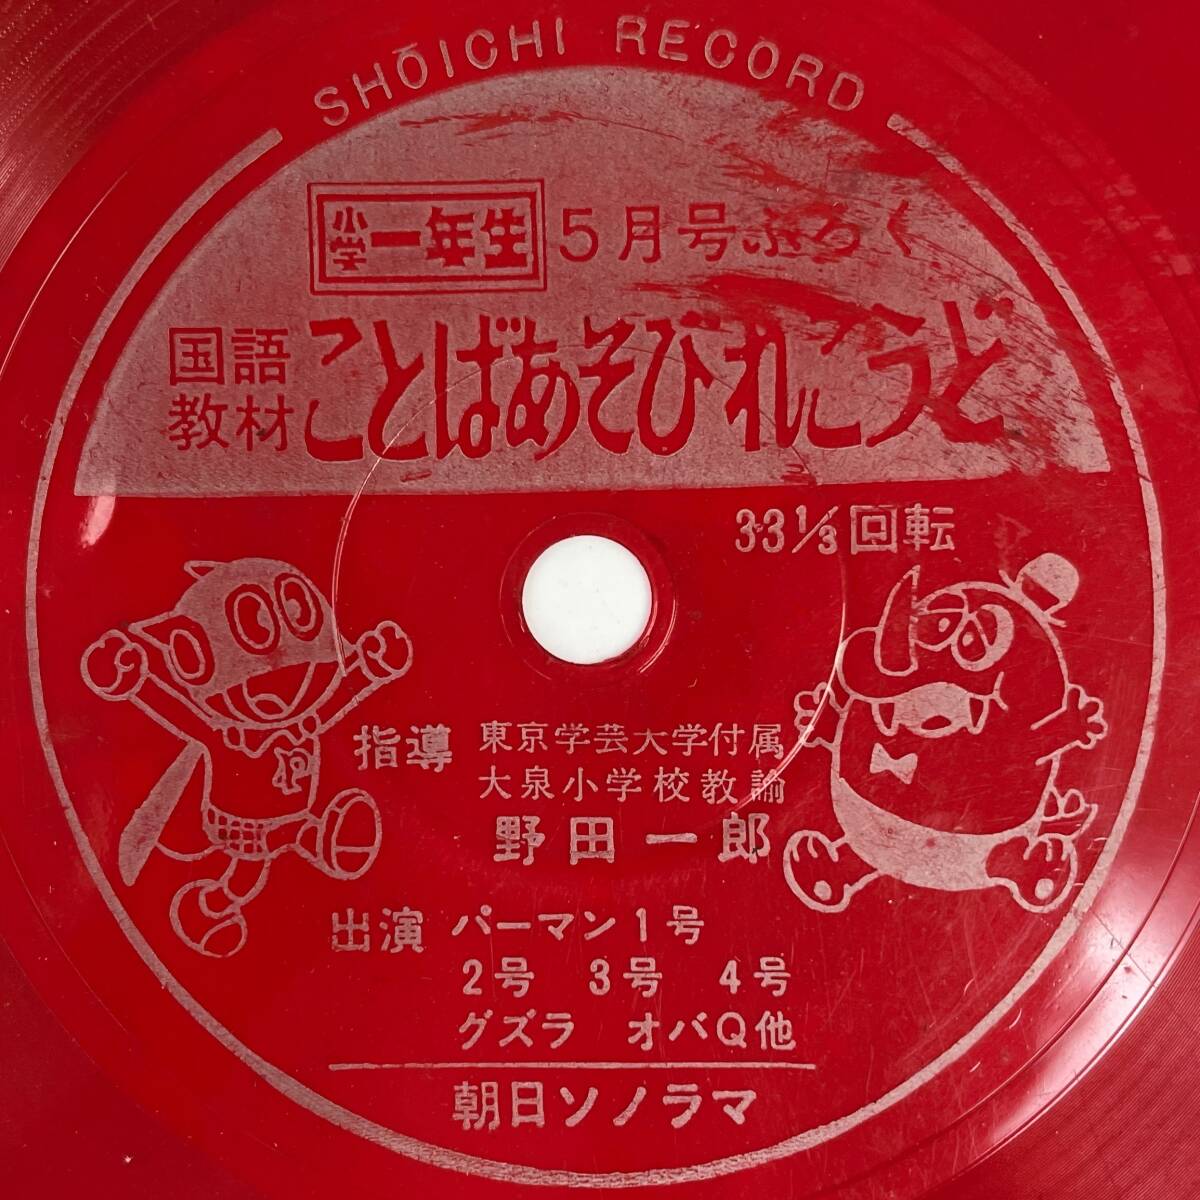 SHŌICHI RECORD
小学一年生 5月号ふろく
国語教材 ことばあそびれこうど
33⅓回転
指導 東京学芸大学付属
大泉小学校教諭
野田一郎
出演 パーマン1号
2号 3号 4号
グズラ オバQ他
朝日ソノラマ